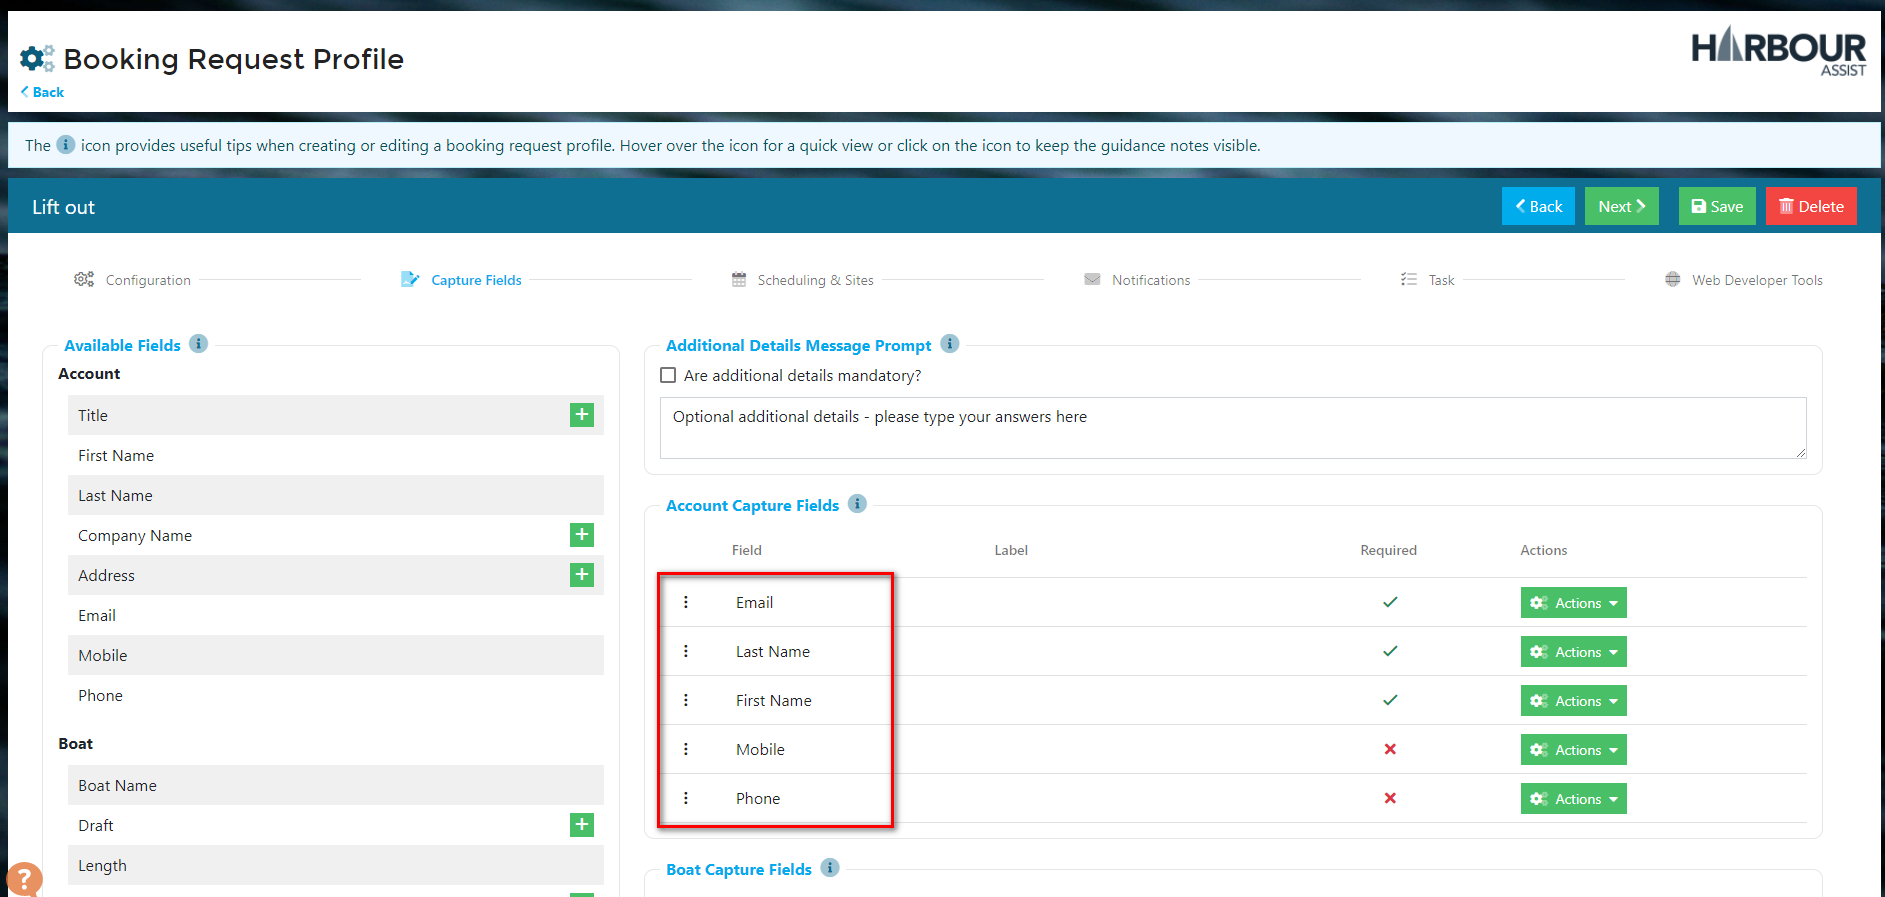 Booking Request Profile
HARBOUR
ASSIST
Back
The i icon provides useful tips when creating or editing a booking request profile. Hover over the icon for a quick view or click on the icon to keep the guidance notes visible.
Lift out
Back
Next
Save
Delete
Configuration
Capture Fields
Scheduling & Sites
Notifications
Task
Web Developer Tools
Available Fields i
Account
Title +
First Name
Last Name
Company Name +
Address +
Email
Mobile
Phone
Boat
Boat Name
Draft +
Length
?
Additional Details Message Prompt i
Are additional details mandatory?
Optional additional details - please type your answers here
Account Capture Fields i
Field Label Required Actions
Email Actions
Last Name Actions
First Name Actions
Mobile Actions
Phone Actions
Boat Capture Fields i